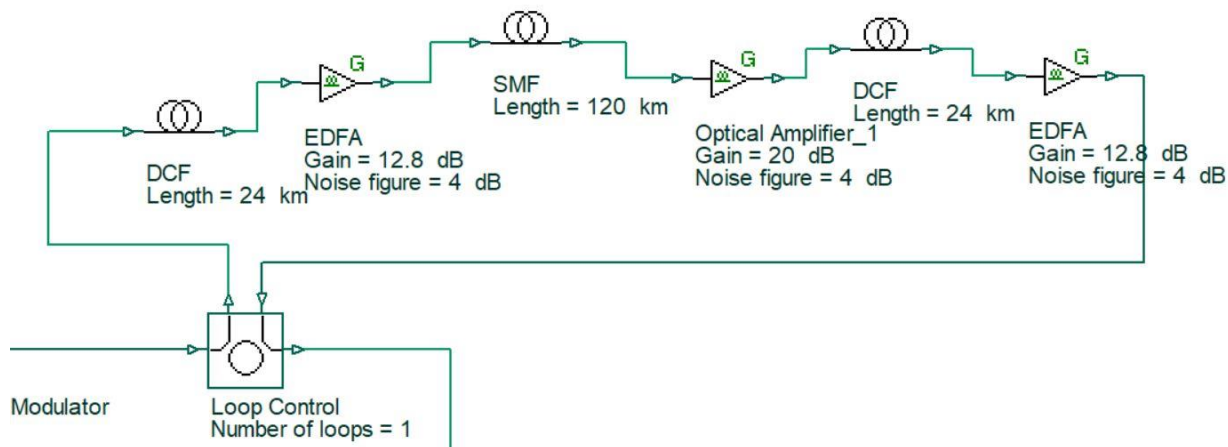 G
SMF
Length = 120  km
G
DCF
Length = 24  km
G
DCF
Length = 24  km
EDFA
Gain = 12.8  dB
Noise figure = 4  dB
Optical Amplifier_1
Gain = 20  dB
Noise figure = 4  dB
EDFA
Gain = 12.8  dB
Noise figure = 4  dB
Modulator
Loop Control
Number of loops = 1